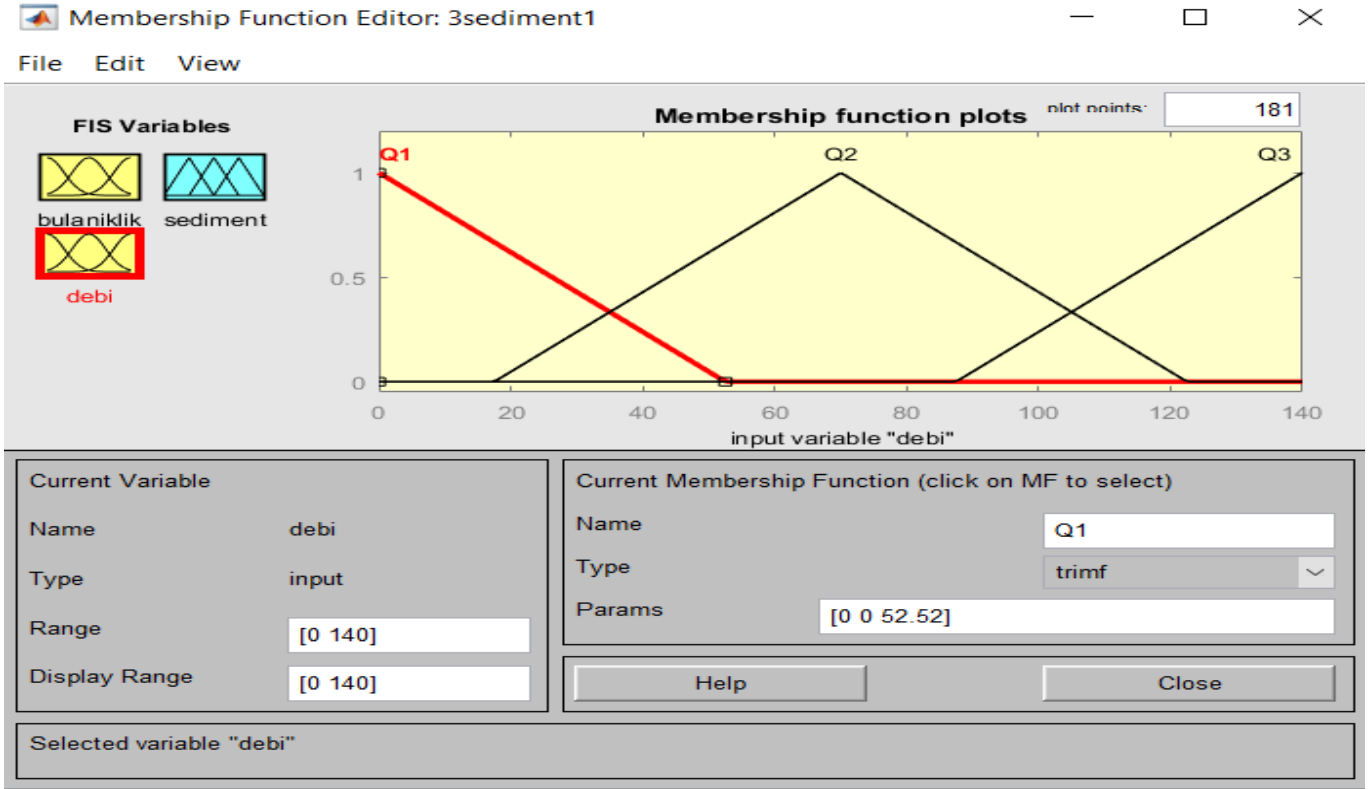 Membership Function Editor: 3sediment1
File Edit View
FIS Variables
bulaniklik sediment
debi
Membership function plots plot points: 181
Q1 Q2 Q3
1
0.5
0
0 20 40 60 80 100 120 140
input variable "debi"
Current Variable
Name debi
Type input
Range [0 140]
Display Range [0 140]
Current Membership Function (click on MF to select)
Name Q1
Type trimf
Params [0 0 52.52]
Help Close
Selected variable "debi"